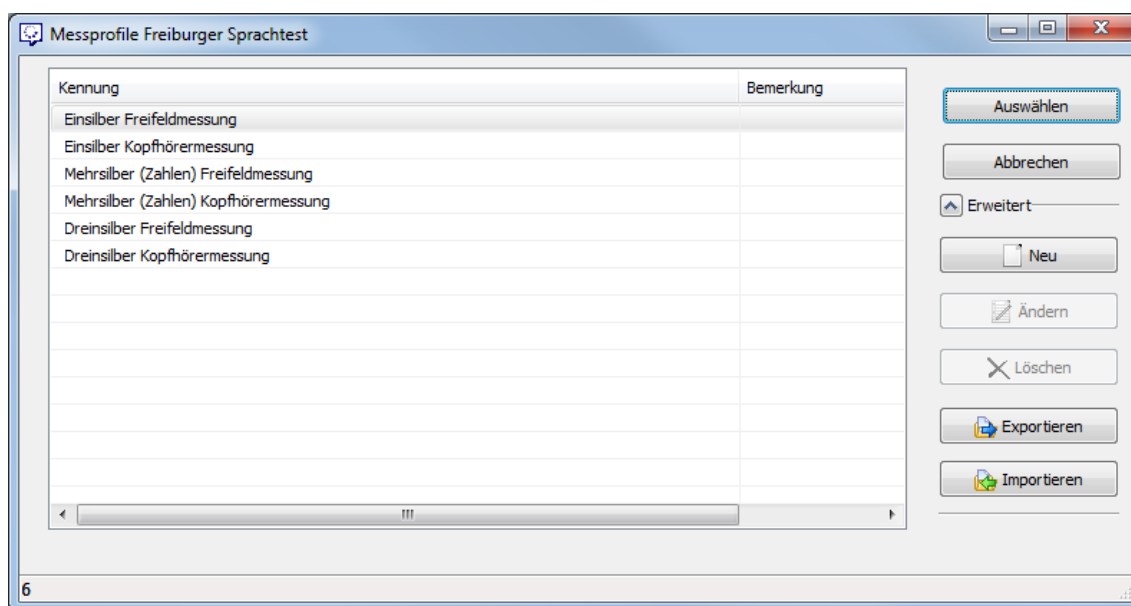 Messprofile Freiburger Sprachtest
Kennung Bemerkung
Einsilber Freifeldmessung
Einsilber Kopfhörermessung
Mehrsilber (Zahlen) Freifeldmessung
Mehrsilber (Zahlen) Kopfhörermessung
Dreinsilber Freifeldmessung
Dreinsilber Kopfhörermessung
Auswählen
Abbrechen
Erweitert
Neu
Ändern
Löschen
Exportieren
Importieren
6